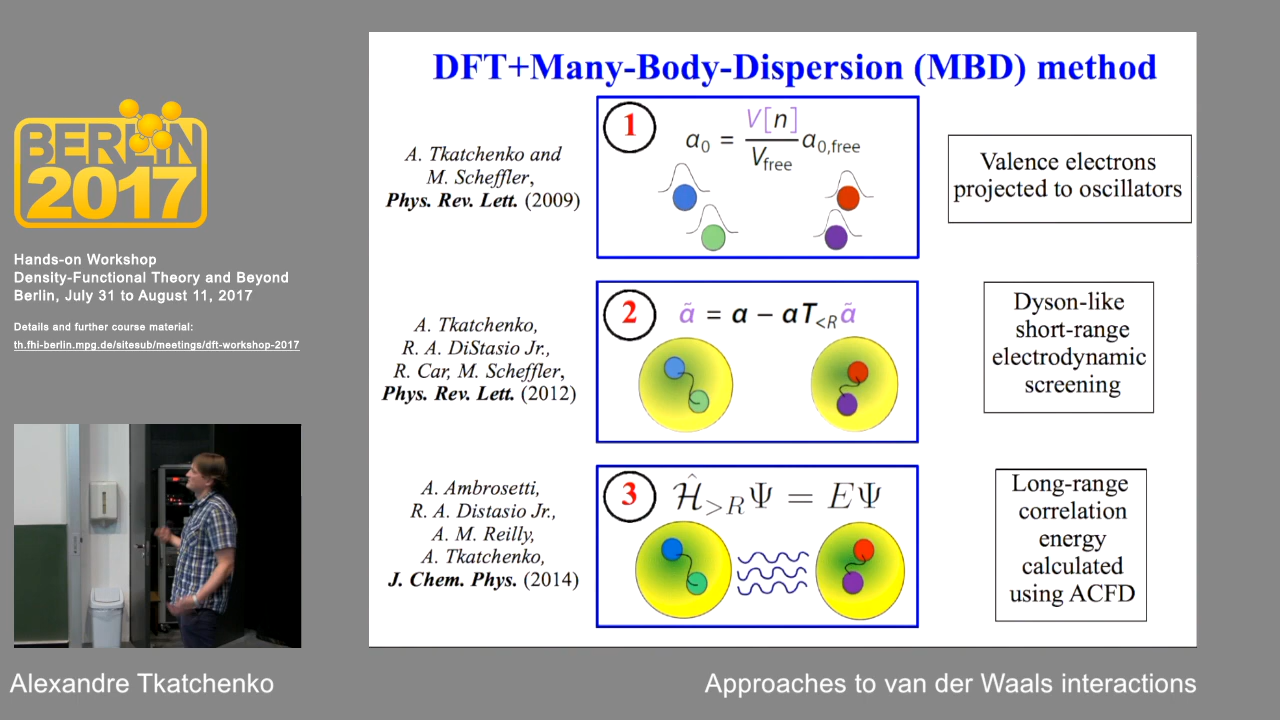 BERLIN
2017
Hands-on Workshop
Density-Functional Theory and Beyond
Berlin, July 31 to August 11, 2017
Details and further course material:
th.fhi-berlin.mpg.de/sitesub/meetings/dft-workshop-2017
DFT+Many-Body-Dispersion (MBD) method
A. Tkatchenko and
M. Scheffler,
Phys. Rev. Lett. (2009)
1
α₀ = V[n] / V_free α₀,free
Valence electrons
projected to oscillators
A. Tkatchenko,
R. A. DiStasio Jr.,
R. Car, M. Scheffler,
Phys. Rev. Lett. (2012)
2
α̃ = α − αT_<R α̃
Dyson-like
short-range
electrodynamic
screening
A. Ambrosetti,
R. A. Distasio Jr.,
A. M. Reilly,
A. Tkatchenko,
J. Chem. Phys. (2014)
3
Ĥ_>R Ψ = EΨ
Long-range
correlation
energy
calculated
using ACFD
Alexandre Tkatchenko
Approaches to van der Waals interactions